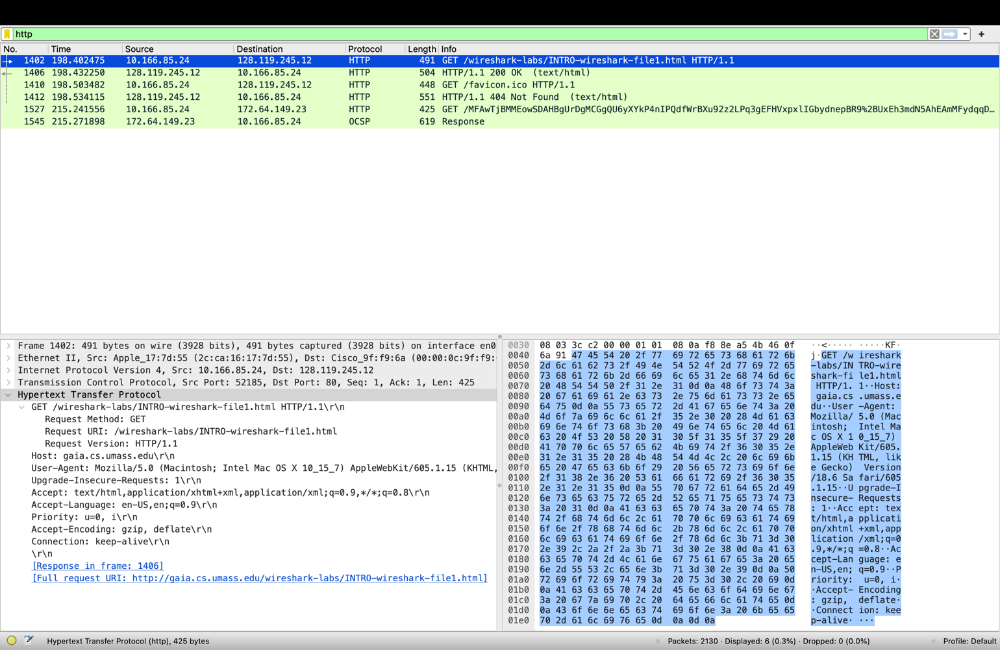 http
No. Time Source Destination Protocol Length Info
1402 198.402475 10.166.85.24 128.119.245.12 HTTP 491 GET /wireshark-labs/INTRO-wireshark-file1.html HTTP/1.1
1406 198.432250 128.119.245.12 10.166.85.24 HTTP 504 HTTP/1.1 200 OK (text/html)
1410 198.503482 10.166.85.24 128.119.245.12 HTTP 448 GET /favicon.ico HTTP/1.1
1412 198.534115 128.119.245.12 10.166.85.24 HTTP 551 HTTP/1.1 404 Not Found (text/html)
1527 215.241556 10.166.85.24 172.64.149.23 HTTP 425 GET /MFAwTjBMMEowSDAHBgUrDgMCGgQU6yXYkP4nIPQdfWrBXu92z2LPq3gEFHVxpxlIGbydnepBR9%2BUxEh3mdN5AhEAmMFydqqD…
1545 215.271898 172.64.149.23 10.166.85.24 OCSP 619 Response
Frame 1402: 491 bytes on wire (3928 bits), 491 bytes captured (3928 bits) on interface en0
Ethernet II, Src: Apple_17:7d:55 (2c:ca:16:17:7d:55), Dst: Cisco_9f:f9:6a (00:00:0c:9f:f9:
Internet Protocol Version 4, Src: 10.166.85.24, Dst: 128.119.245.12
Transmission Control Protocol, Src Port: 52185, Dst Port: 80, Seq: 1, Ack: 1, Len: 425
Hypertext Transfer Protocol
GET /wireshark-labs/INTRO-wireshark-file1.html HTTP/1.1\r\n
Request Method: GET
Request URI: /wireshark-labs/INTRO-wireshark-file1.html
Request Version: HTTP/1.1
Host: gaia.cs.umass.edu\r\n
User-Agent: Mozilla/5.0 (Macintosh; Intel Mac OS X 10_15_7) AppleWebKit/605.1.15 (KHTML,
Upgrade-Insecure-Requests: 1\r\n
Accept: text/html,application/xhtml+xml,application/xml;q=0.9,*/*;q=0.8\r\n
Accept-Language: en-US,en;q=0.9\r\n
Priority: u=0, i\r\n
Accept-Encoding: gzip, deflate\r\n
Connection: keep-alive\r\n
\r\n
[Response in frame: 1406]
[Full request URI: http://gaia.cs.umass.edu/wireshark-labs/INTRO-wireshark-file1.html]
0030 08 03 3c c2 00 00 01 01 08 0a f8 8e a5 4b 46 0f ··<····· ·····KF·
0040 6a 91 47 45 54 20 2f 77 69 72 65 73 68 61 72 6b j·GET /w ireshark
0050 2d 6c 61 62 73 2f 49 4e 54 52 4f 2d 77 69 72 65 -labs/IN TRO-wire
0060 73 68 61 72 6b 2d 66 69 6c 65 31 2e 68 74 6d 6c shark-fi le1.html
0070 20 48 54 54 50 2f 31 2e 31 0d 0a 48 6f 73 74 3a HTTP/1. 1··Host:
0080 20 67 61 69 61 2e 63 73 2e 75 6d 61 73 73 2e 65 gaia.cs .umass.e
0090 64 75 0d 0a 55 73 65 72 2d 41 67 65 6e 74 3a 20 du··User -Agent:
00a0 4d 6f 7a 69 6c 6c 61 2f 35 2e 30 20 28 4d 61 63 Mozilla/ 5.0 (Mac
00b0 69 6e 74 6f 73 68 3b 20 49 6e 74 65 6c 20 4d 61 intosh; Intel Ma
00c0 63 20 4f 53 20 58 20 31 30 5f 31 35 5f 37 29 20 c OS X 1 0_15_7)
00d0 41 70 70 6c 65 57 65 62 4b 69 74 2f 36 30 35 2e AppleWeb Kit/605.
00e0 31 2e 31 35 20 28 4b 48 54 4d 4c 2c 20 6c 69 6b 1.15 (KH TML, lik
00f0 65 20 47 65 63 6b 6f 29 20 56 65 72 73 69 6f 6e e Gecko) Version
0100 2f 31 38 2e 36 20 53 61 66 61 72 69 2f 36 30 35 /18.6 Sa fari/605
0110 2e 31 2e 31 35 0d 0a 55 70 67 72 61 64 65 2d 49 .1.15··U pgrade-I
0120 6e 73 65 63 75 72 65 2d 52 65 71 75 65 73 74 73 nsecure- Requests
0130 3a 20 31 0d 0a 41 63 63 65 70 74 3a 20 74 65 78 : 1··Acc ept: tex
0140 74 2f 68 74 6d 6c 2c 61 70 70 6c 69 63 61 74 69 t/html,a pplicati
0150 6f 6e 2f 78 68 74 6d 6c 2b 78 6d 6c 2c 61 70 70 on/xhtml +xml,app
0160 6c 69 63 61 74 69 6f 6e 2f 78 6d 6c 3b 71 3d 30 lication /xml;q=0
0170 2e 39 2c 2a 2f 2a 3b 71 3d 30 2e 38 0d 0a 41 63 .9,*/*;q =0.8··Ac
0180 63 65 70 74 2d 4c 61 6e 67 75 61 67 65 3a 20 65 cept-Lan guage: e
0190 6e 2d 55 53 2c 65 6e 3b 71 3d 30 2e 39 0d 0a 50 n-US,en; q=0.9··P
01a0 72 69 6f 72 69 74 79 3a 20 75 3d 30 2c 20 69 0d riority: u=0, i·
01b0 0a 41 63 63 65 70 74 2d 45 6e 63 6f 64 69 6e 67 ·Accept- Encoding
01c0 3a 20 67 7a 69 70 2c 20 64 65 66 6c 61 74 65 0d : gzip, deflate·
01d0 0a 43 6f 6e 6e 65 63 74 69 6f 6e 3a 20 6b 65 65 ·Connect ion: kee
01e0 70 2d 61 6c 69 76 65 0d 0a 0d 0a p-alive· ···
Hypertext Transfer Protocol (http), 425 bytes
Packets: 2130 · Displayed: 6 (0.3%) · Dropped: 0 (0.0%)
Profile: Default